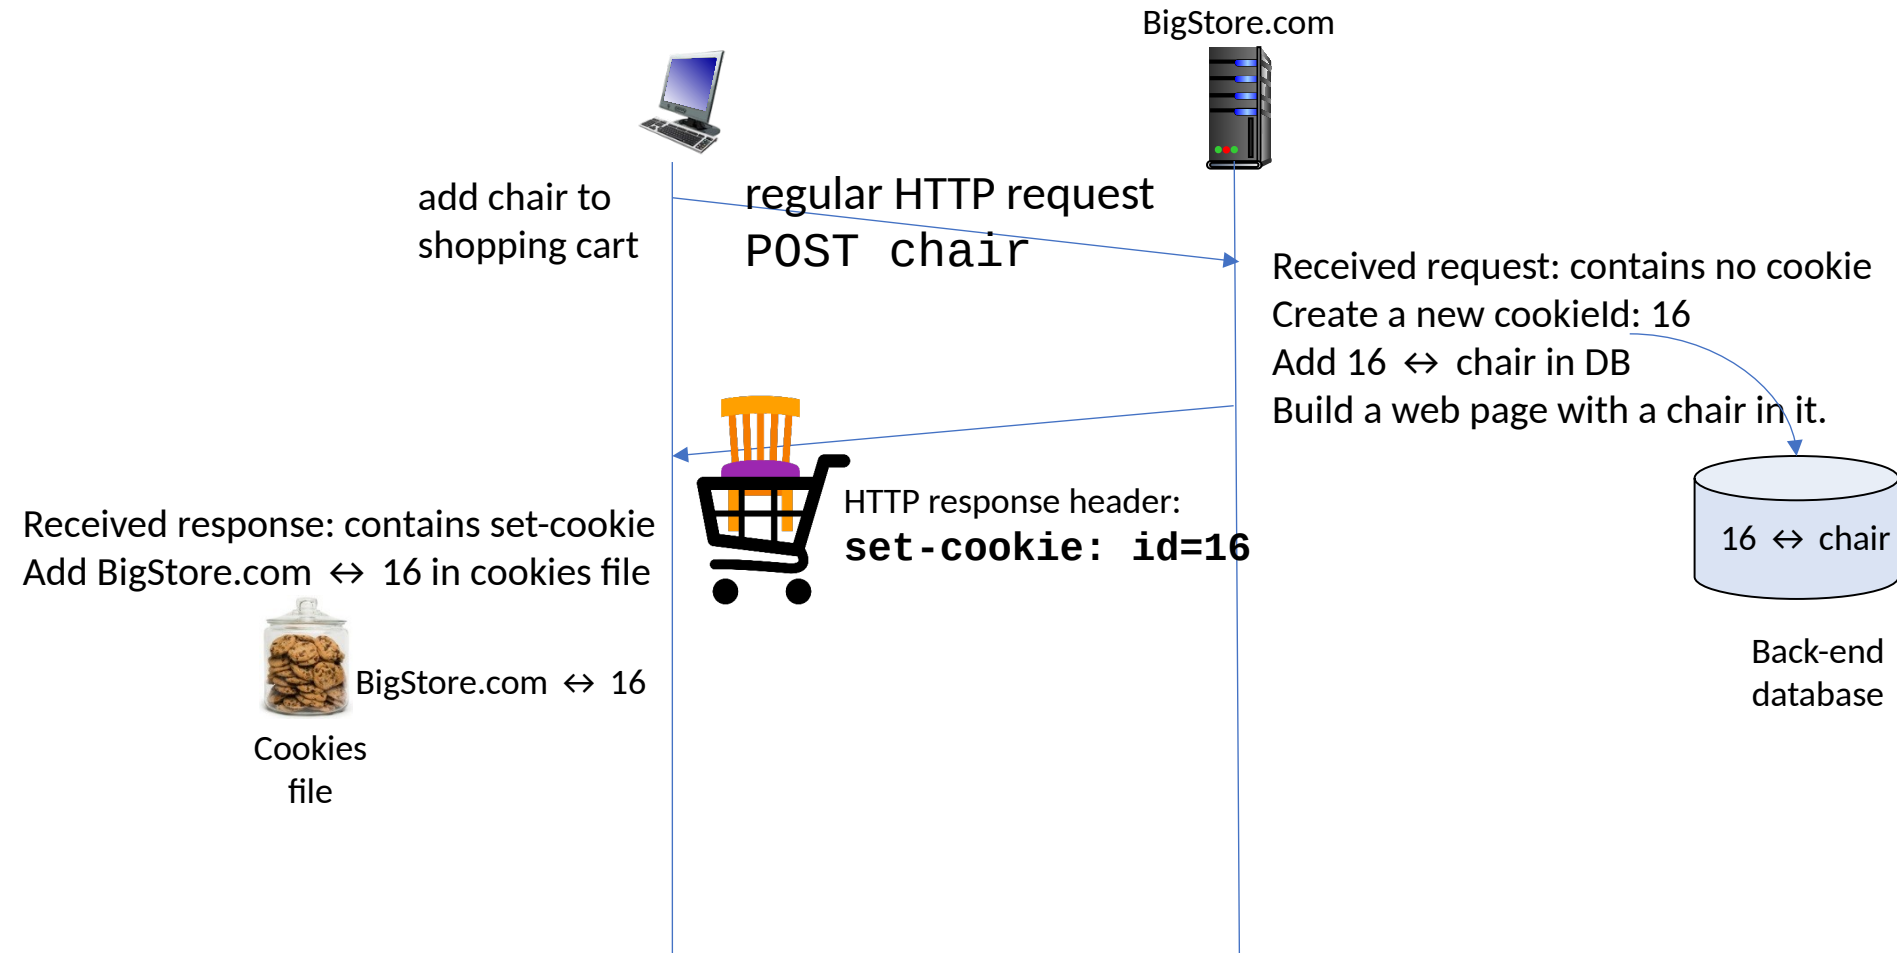 BigStore.com
add chair to
shopping cart
regular HTTP request
POST chair
Received request: contains no cookie
Create a new cookieId: 16
Add 16 ↔ chair in DB
Build a web page with a chair in it.
HTTP response header:
set-cookie: id=16
16 ↔ chair
Back-end
database
Received response: contains set-cookie
Add BigStore.com ↔ 16 in cookies file
BigStore.com ↔ 16
Cookies
file